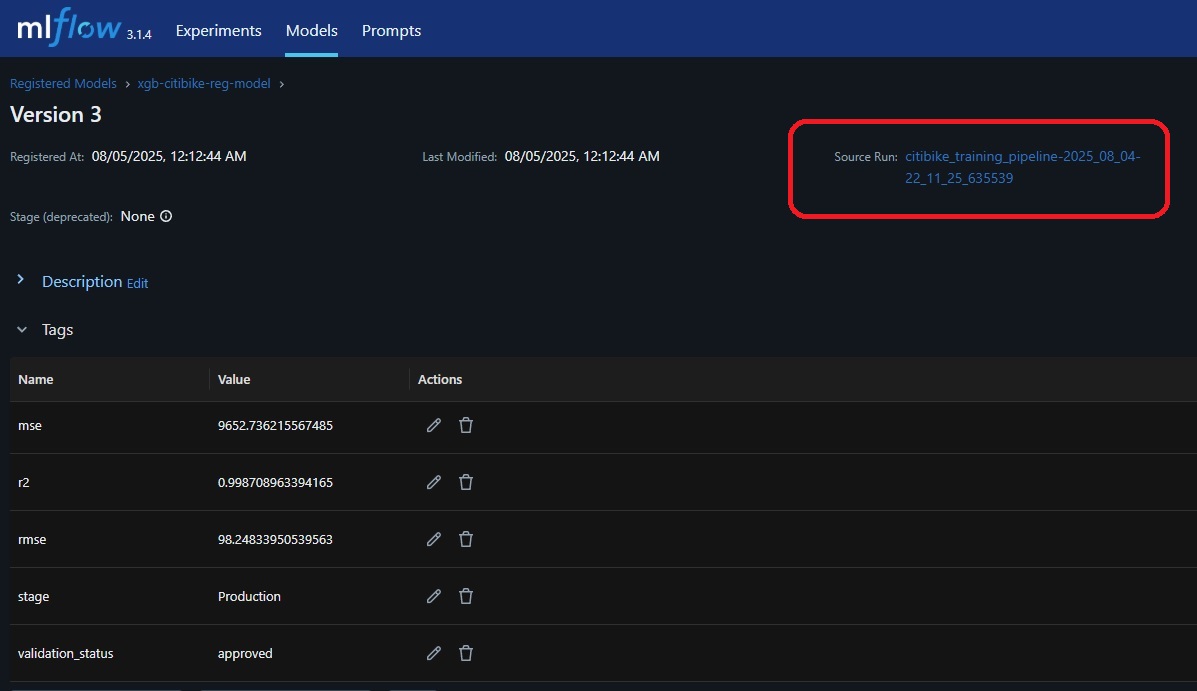 mlflow 3.1.4 Experiments Models Prompts
Registered Models › xgb-citibike-reg-model ›
Version 3
Registered At: 08/05/2025, 12:12:44 AM Last Modified: 08/05/2025, 12:12:44 AM Source Run: citibike_training_pipeline-2025_08_04-
22_11_25_635539
Stage (deprecated): None
Description Edit
Tags
Name Value Actions
mse 9652.736215567485
r2 0.998708963394165
rmse 98.24833950539563
stage Production
validation_status approved